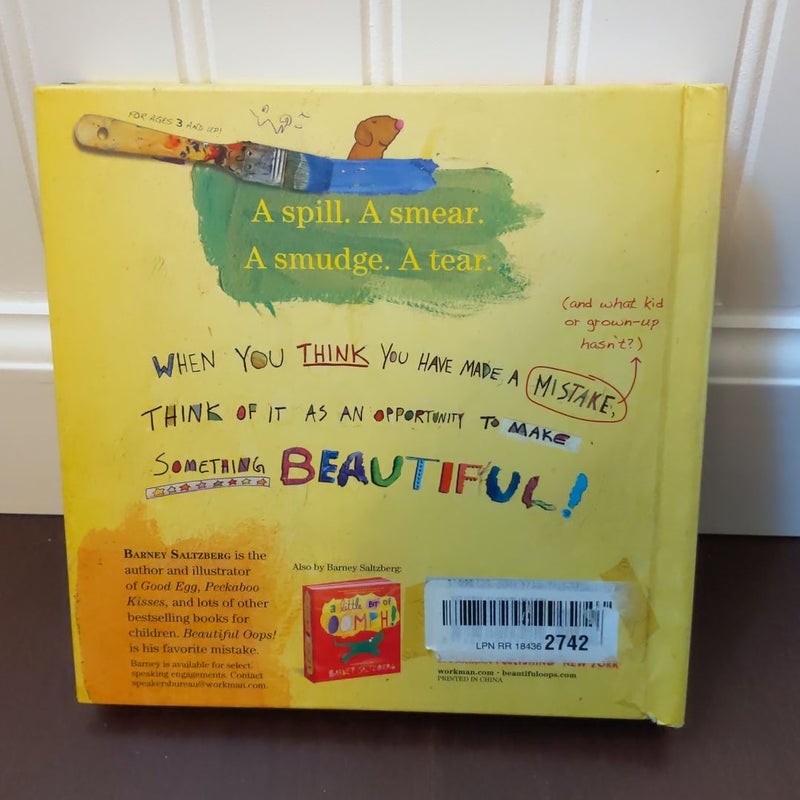 FOR AGES 3 AND UP!
A spill. A smear.
A smudge. A tear.
(and what kid
or grown-up
hasn't?)
WHEN YOU THINK YOU HAVE MADE A MISTAKE,
THINK OF IT AS AN OPPORTUNITY TO MAKE
SOMETHING BEAUTIFUL!
BARNEY SALTZBERG is the
author and illustrator
of Good Egg, Peekaboo
Kisses, and lots of other
bestselling books for
children. Beautiful Oops!
is his favorite mistake.
Barney is available for select
speaking engagements. Contact
speakersbureau@workman.com.
Also by Barney Saltzberg:
a little BIT of
OOMPH!
BARNEY SALTZBERG
LPN RR 18436 2742
PUBLISHING · NEW YORK
workman.com · beautifuloops.com
PRINTED IN CHINA